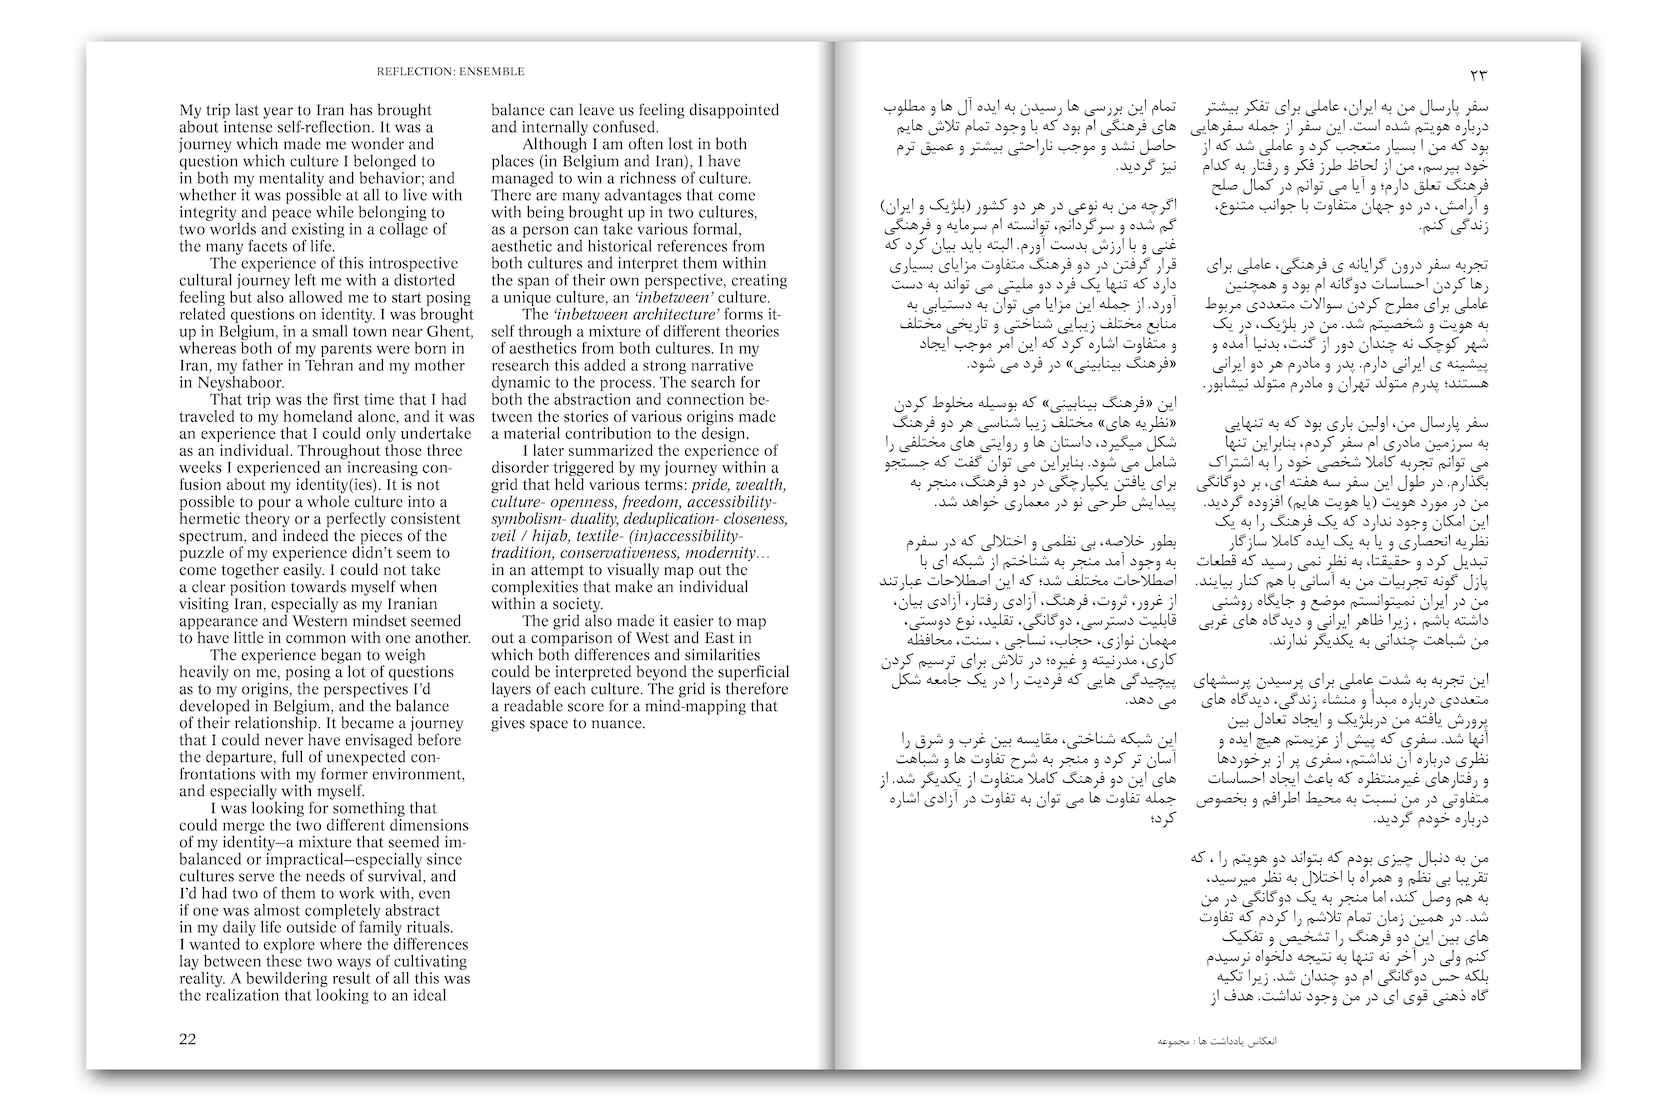 REFLECTION: ENSEMBLE
My trip last year to Iran has brought
about intense self-reflection. It was a
journey which made me wonder and
question which culture I belonged to
in both my mentality and behavior; and
whether it was possible at all to live with
integrity and peace while belonging to
two worlds and existing in a collage of
the many facets of life.
The experience of this introspective
cultural journey left me with a distorted
feeling but also allowed me to start posing
related questions on identity. I was brought
up in Belgium, in a small town near Ghent,
whereas both of my parents were born in
Iran, my father in Tehran and my mother
in Neyshaboor.
That trip was the first time that I had
traveled to my homeland alone, and it was
an experience that I could only undertake
as an individual. Throughout those three
weeks I experienced an increasing con-
fusion about my identity(ies). It is not
possible to pour a whole culture into a
hermetic theory or a perfectly consistent
spectrum, and indeed the pieces of the
puzzle of my experience didn't seem to
come together easily. I could not take
a clear position towards myself when
visiting Iran, especially as my Iranian
appearance and Western mindset seemed
to have little in common with one another.
The experience began to weigh
heavily on me, posing a lot of questions
as to my origins, the perspectives I'd
developed in Belgium, and the balance
of their relationship. It became a journey
that I could never have envisaged before
the departure, full of unexpected con-
frontations with my former environment,
and especially with myself.
I was looking for something that
could merge the two different dimensions
of my identity—a mixture that seemed im-
balanced or impractical—especially since
cultures serve the needs of survival, and
I'd had two of them to work with, even
if one was almost completely abstract
in my daily life outside of family rituals.
I wanted to explore where the differences
lay between these two ways of cultivating
reality. A bewildering result of all this was
the realization that looking to an ideal
balance can leave us feeling disappointed
and internally confused.
Although I am often lost in both
places (in Belgium and Iran), I have
managed to win a richness of culture.
There are many advantages that come
with being brought up in two cultures,
as a person can take various formal,
aesthetic and historical references from
both cultures and interpret them within
the span of their own perspective, creating
a unique culture, an ‘inbetween’ culture.
The ‘inbetween architecture’ forms it-
self through a mixture of different theories
of aesthetics from both cultures. In my
research this added a strong narrative
dynamic to the process. The search for
both the abstraction and connection be-
tween the stories of various origins made
a material contribution to the design.
I later summarized the experience of
disorder triggered by my journey within a
grid that held various terms: pride, wealth,
culture- openness, freedom, accessibility-
symbolism- duality, deduplication- closeness,
veil / hijab, textile- (in)accessibility-
tradition, conservativeness, modernity…
in an attempt to visually map out the
complexities that make an individual
within a society.
The grid also made it easier to map
out a comparison of West and East in
which both differences and similarities
could be interpreted beyond the superficial
layers of each culture. The grid is therefore
a readable score for a mind-mapping that
gives space to nuance.
22
۲۳
سفر پارسال من به ایران، عاملی برای تفکر بیشتر
درباره هویتم شده است. این سفر از جمله سفرهایی
بود که من ا بسیار متعجب کرد و عاملی شد که از
خود بپرسم، من از لحاظ طرز فکر و رفتار به کدام
فرهنگ تعلق دارم؛ و آیا می توانم در کمال صلح
و آرامش، در دو جهان متفاوت با جوانب متنوع،
زندگی کنم.
تجربه سفر درون گرایانه ی فرهنگی، عاملی برای
رها کردن احساسات دوگانه ام بود و همچنین
عاملی برای مطرح کردن سوالات متعددی مربوط
به هویت و شخصیتم شد. من در بلژیک، در یک
شهر کوچک نه چندان دور از گنت، بدنیا آمده و
پیشینه ی ایرانی دارم. پدر و مادرم هر دو ایرانی
هستند؛ پدرم متولد تهران و مادرم متولد نیشابور.
سفر پارسال من، اولین باری بود که به تنهایی
به سرزمین مادری ام سفر کردم، بنابراین تنها
می توانم تجربه کاملا شخصی خود را به اشتراک
بگذارم. در طول این سفر سه هفته ای، بر دوگانگی
من در مورد هویت (یا هویت هایم) افزوده گردید.
این امکان وجود ندارد که یک فرهنگ را به یک
نظریه انحصاری و یا به یک ایده کاملا سازگار
تبدیل کرد و حقیقتا، به نظر نمی رسید که قطعات
پازل گونه تجربیات من به آسانی با هم کنار بیایند.
من در ایران نمیتوانستم موضع و جایگاه روشنی
داشته باشم ، زیرا ظاهر ایرانی و دیدگاه های غربی
من شباهت چندانی به یکدیگر ندارند.
این تجربه به شدت عاملی برای پرسیدن پرسشهای
متعددی درباره مبدأ و منشاء زندگی، دیدگاه های
پرورش یافته من دربلژیک و ایجاد تعادل بین
آنها شد. سفری که پیش از عزیمتم هیچ ایده و
نظری درباره آن نداشتم، سفری پر از برخوردها
و رفتارهای غیرمنتظره که باعث ایجاد احساسات
متفاوتی در من نسبت به محیط اطرافم و بخصوص
درباره خودم گردید.
من به دنبال چیزی بودم که بتواند دو هویتم را ، که
تقریبا بی نظم و همراه با اختلال به نظر میرسید،
به هم وصل کند، اما منجر به یک دوگانگی در من
شد. در همین زمان تمام تلاشم را کردم که تفاوت
های بین این دو فرهنگ را تشخیص و تفکیک
کنم ولی در آخر نه تنها به نتیجه دلخواه نرسیدم
بلکه حس دوگانگی ام دو چندان شد. زیرا تکیه
گاه ذهنی قوی ای در من وجود نداشت. هدف از
تمام این بررسی ها رسیدن به ایده آل ها و مطلوب
های فرهنگی ام بود که با وجود تمام تلاش هایم
حاصل نشد و موجب ناراحتی بیشتر و عمیق ترم
نیز گردید.
اگرچه من به نوعی در هر دو کشور (بلژیک و ایران)
گم شده و سرگردانم، توانسته ام سرمایه و فرهنگی
غنی و با ارزش بدست آورم. البته باید بیان کرد که
قرار گرفتن در دو فرهنگ متفاوت مزایای بسیاری
دارد که تنها یک فرد دو ملیتی می تواند به دست
آورد. از جمله این مزایا می توان به دستیابی به
منابع مختلف زیبایی شناختی و تاریخی مختلف
و متفاوت اشاره کرد که این امر موجب ایجاد
«فرهنگ بینابینی» در فرد می شود.
این «فرهنگ بینابینی» که بوسیله مخلوط کردن
«نظریه های» مختلف زیبا شناسی هر دو فرهنگ
شکل میگیرد، داستان ها و روایتی های مختلفی را
شامل می شود. بنابراین می توان گفت که جستجو
برای یافتن یکپارچگی در دو فرهنگ، منجر به
پیدایش طرحی نو در معماری خواهد شد.
بطور خلاصه، بی نظمی و اختلالی که در سفرم
به وجود آمد منجر به شناختم از شبکه ای با
اصطلاحات مختلف شد؛ که این اصطلاحات عبارتند
از غرور، ثروت، فرهنگ، آزادی رفتار، آزادی بیان،
قابلیت دسترسی، دوگانگی، تقلید، نوع دوستی،
مهمان نوازی، حجاب، نساجی ، سنت، محافظه
کاری، مدرنیته و غیره؛ در تلاش برای ترسیم کردن
پیچیدگی هایی که فردیت را در یک جامعه شکل
می دهد.
این شبکه شناختی، مقایسه بین غرب و شرق را
آسان تر کرد و منجر به شرح تفاوت ها و شباهت
های این دو فرهنگ کاملا متفاوت از یکدیگر شد. از
جمله تفاوت ها می توان به تفاوت در آزادی اشاره
کرد؛
انعکاس یادداشت ها : مجموعه